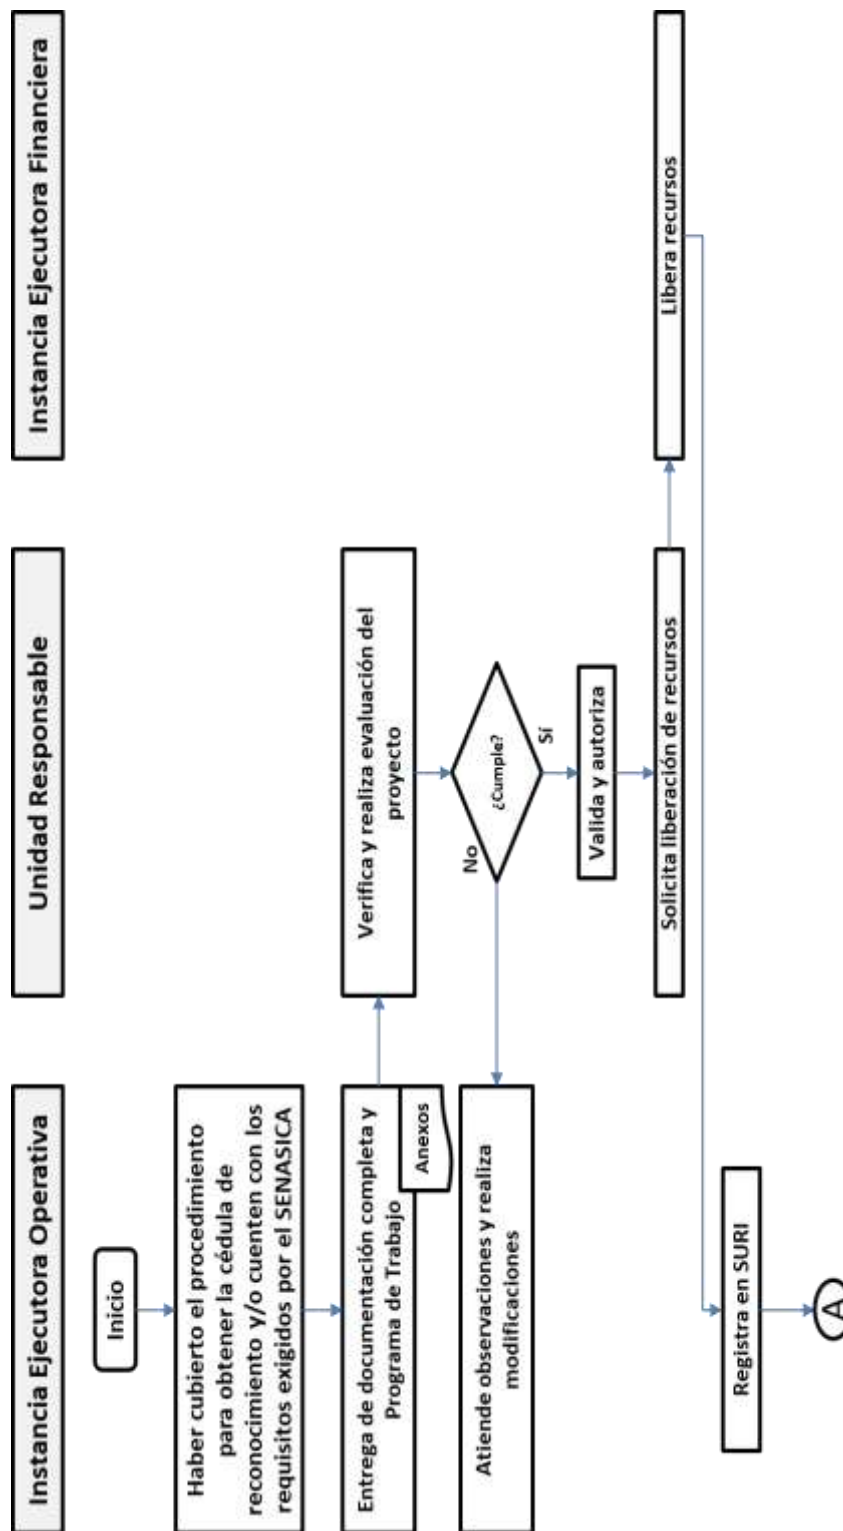 Instancia Ejecutora Operativa
Unidad Responsable
Instancia Ejecutora Financiera
Inicio
Haber cubierto el procedimiento
para obtener la cédula de
reconocimiento y/o cuenten con los
requisitos exigidos por el SENASICA
Entrega de documentación completa y
Programa de Trabajo
Anexos
Verifica y realiza evaluación del
proyecto
¿Cumple?
No
Sí
Atiende observaciones y realiza
modificaciones
Valida y autoriza
Solicita liberación de recursos
Libera recursos
Registra en SURI
A